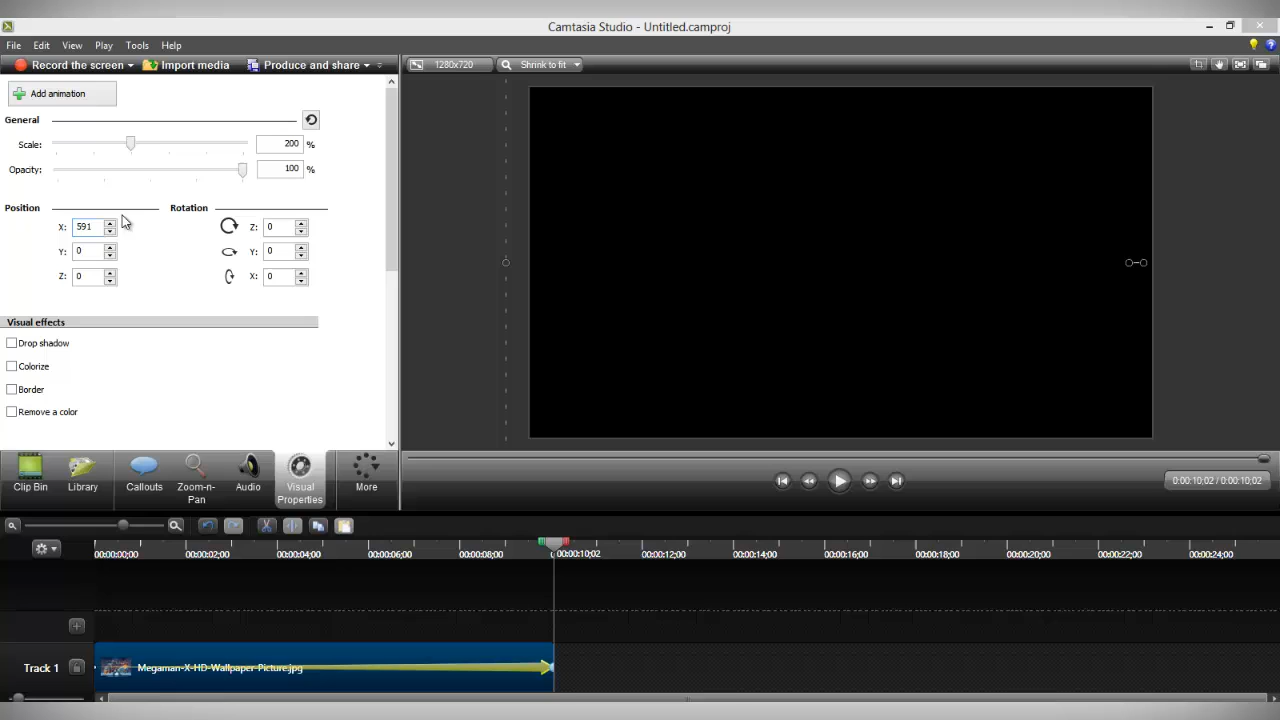 Camtasia Studio - Untitled.camproj
File Edit View Play Tools Help
Record the screen Import media Produce and share
1280x720 Shrink to fit
Add animation
General
Scale: 200 %
Opacity: 100 %
Position Rotation
X: 591 Z: 0
Y: 0 Y: 0
Z: 0 X: 0
Visual effects
Drop shadow
Colorize
Border
Remove a color
Clip Bin Library Callouts Zoom-n-Pan Audio Visual Properties More
0:00:10;02 / 0:00:10;02
00:00:00;00 00:00:02;00 00:00:04;00 00:00:06;00 00:00:08;00 00:00:10;02 00:00:12;00 00:00:14;00 00:00:16;00 00:00:18;00 00:00:20;00 00:00:22;00 00:00:24;00
Track 1 Megaman-X-HD-Wallpaper-Picture.jpg